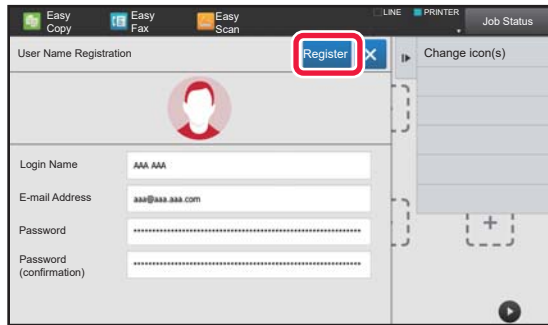 Easy Copy
Easy Fax
Easy Scan
LINE
PRINTER
Job Status
User Name Registration
Register
Change icon(s)
Login Name
AAA AAA
E-mail Address
aaa@aaa.aaa.com
Password
Password
(confirmation)